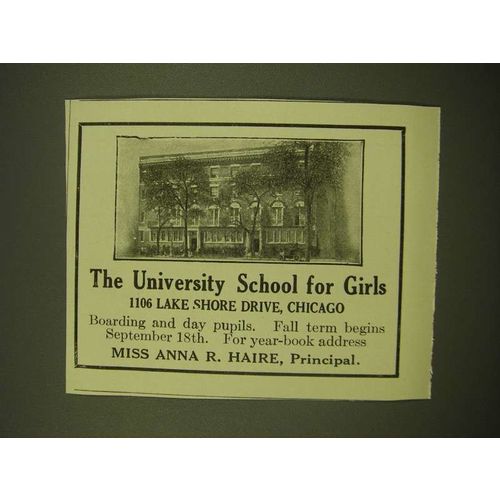 The University School for Girls
1106 LAKE SHORE DRIVE, CHICAGO
Boarding and day pupils. Fall term begins
September 18th. For year-book address
MISS ANNA R. HAIRE, Principal.